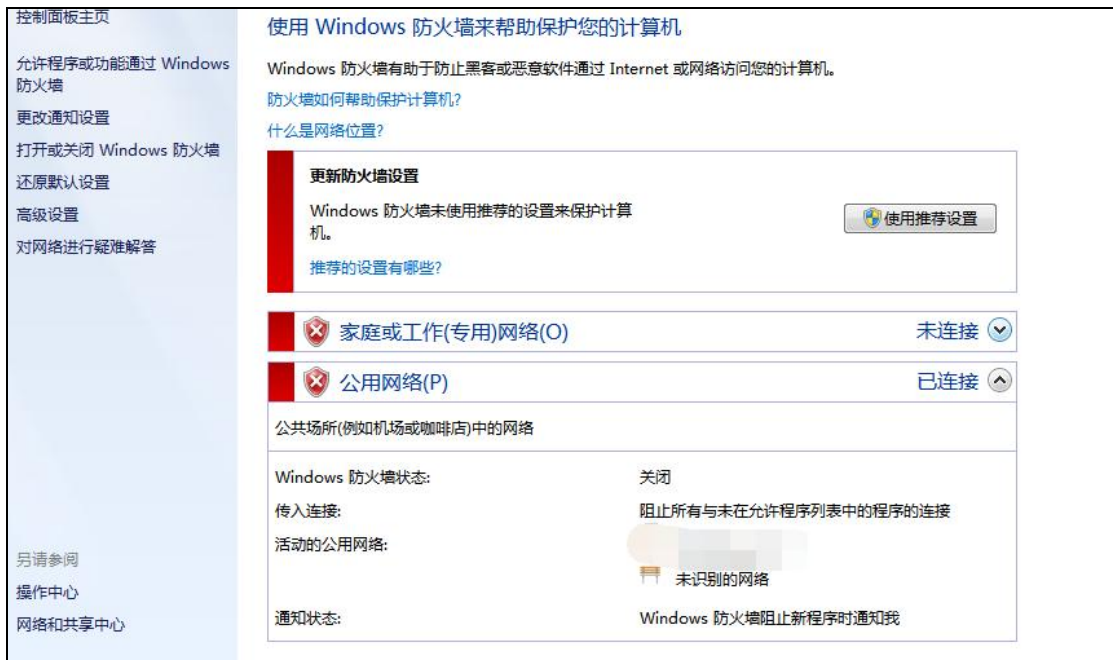 控制面板主页
允许程序或功能通过 Windows
防火墙
更改通知设置
打开或关闭 Windows 防火墙
还原默认设置
高级设置
对网络进行疑难解答
另请参阅
操作中心
网络和共享中心
使用 Windows 防火墙来帮助保护您的计算机
Windows 防火墙有助于防止黑客或恶意软件通过 Internet 或网络访问您的计算机。
防火墙如何帮助保护计算机?
什么是网络位置?
更新防火墙设置
Windows 防火墙未使用推荐的设置来保护计算
机。
使用推荐设置
推荐的设置有哪些?
家庭或工作(专用)网络(O) 未连接
公用网络(P) 已连接
公共场所(例如机场或咖啡店)中的网络
Windows 防火墙状态: 关闭
传入连接: 阻止所有与未在允许程序列表中的程序的连接
活动的公用网络:
未识别的网络
通知状态: Windows 防火墙阻止新程序时通知我